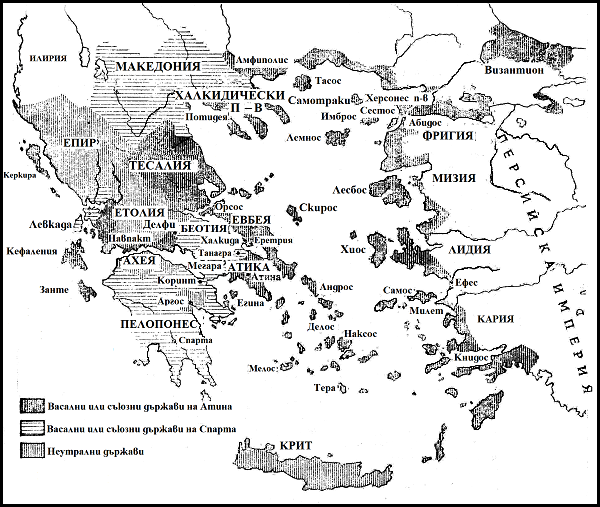 ИЛИРИЯ
МАКЕДОНИЯ
Амфиполис
Византион
Тасос
ХАЛКИДИЧЕСКИ
П - В
Самотраки
Херсонес п-в
Сестос
Потидея
Имброс
Абидос
ФРИГИЯ
Лемнос
ЕПИР
ТЕСАЛИЯ
МИЗИЯ
Керкира
ПЕРСИЙСКА ИМПЕРИЯ
Лесбос
Орсос
Скирос
Левкада
ЕТОЛИЯ
Делфи
ЕВБЕЯ
БЕОТИЯ
Навпакт
Халкида
Еретрия
Кефаления
Танагра
Хиос
ЛИДИЯ
АХЕЯ
Мегара
АТИКА
Атина
Коринт
Ефес
Занте
Андрос
Самос
Аргос
Егина
Милет
КАРИЯ
ПЕЛОПОНЕС
Делос
Наксос
Спарта
Книдос
Мелос
Тера
Васални или съюзни държави на Атина
Васални или съюзни държави на Спарта
Неутрални държави
КРИТ